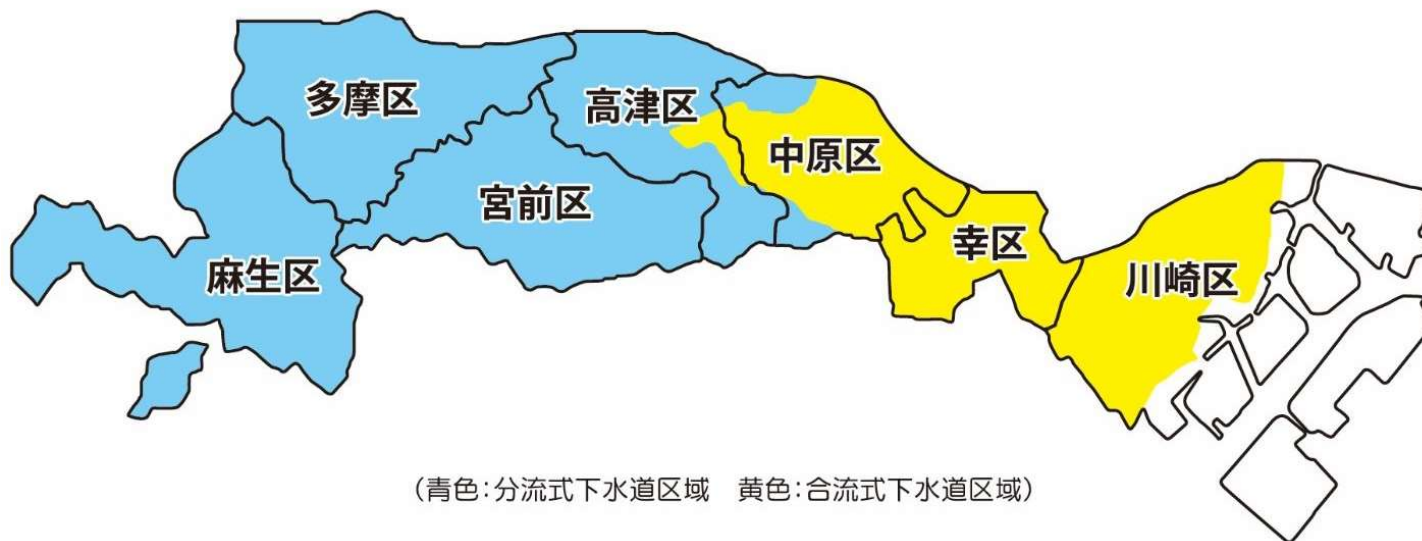 多摩区
高津区
中原区
宮前区
幸区
麻生区
川崎区
（青色：分流式下水道区域　黄色：合流式下水道区域）